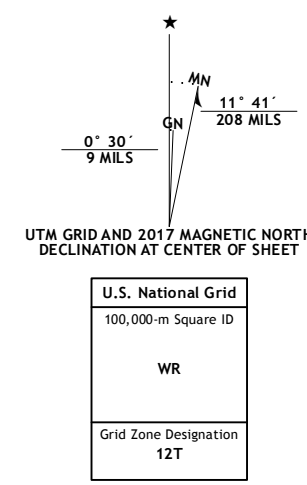 ★
MN
11° 41´
208 MILS
GN
0° 30´
9 MILS
UTM GRID AND 2017 MAGNETIC NORTH
DECLINATION AT CENTER OF SHEET
U.S. National Grid
100,000-m Square ID
WR
Grid Zone Designation
12T